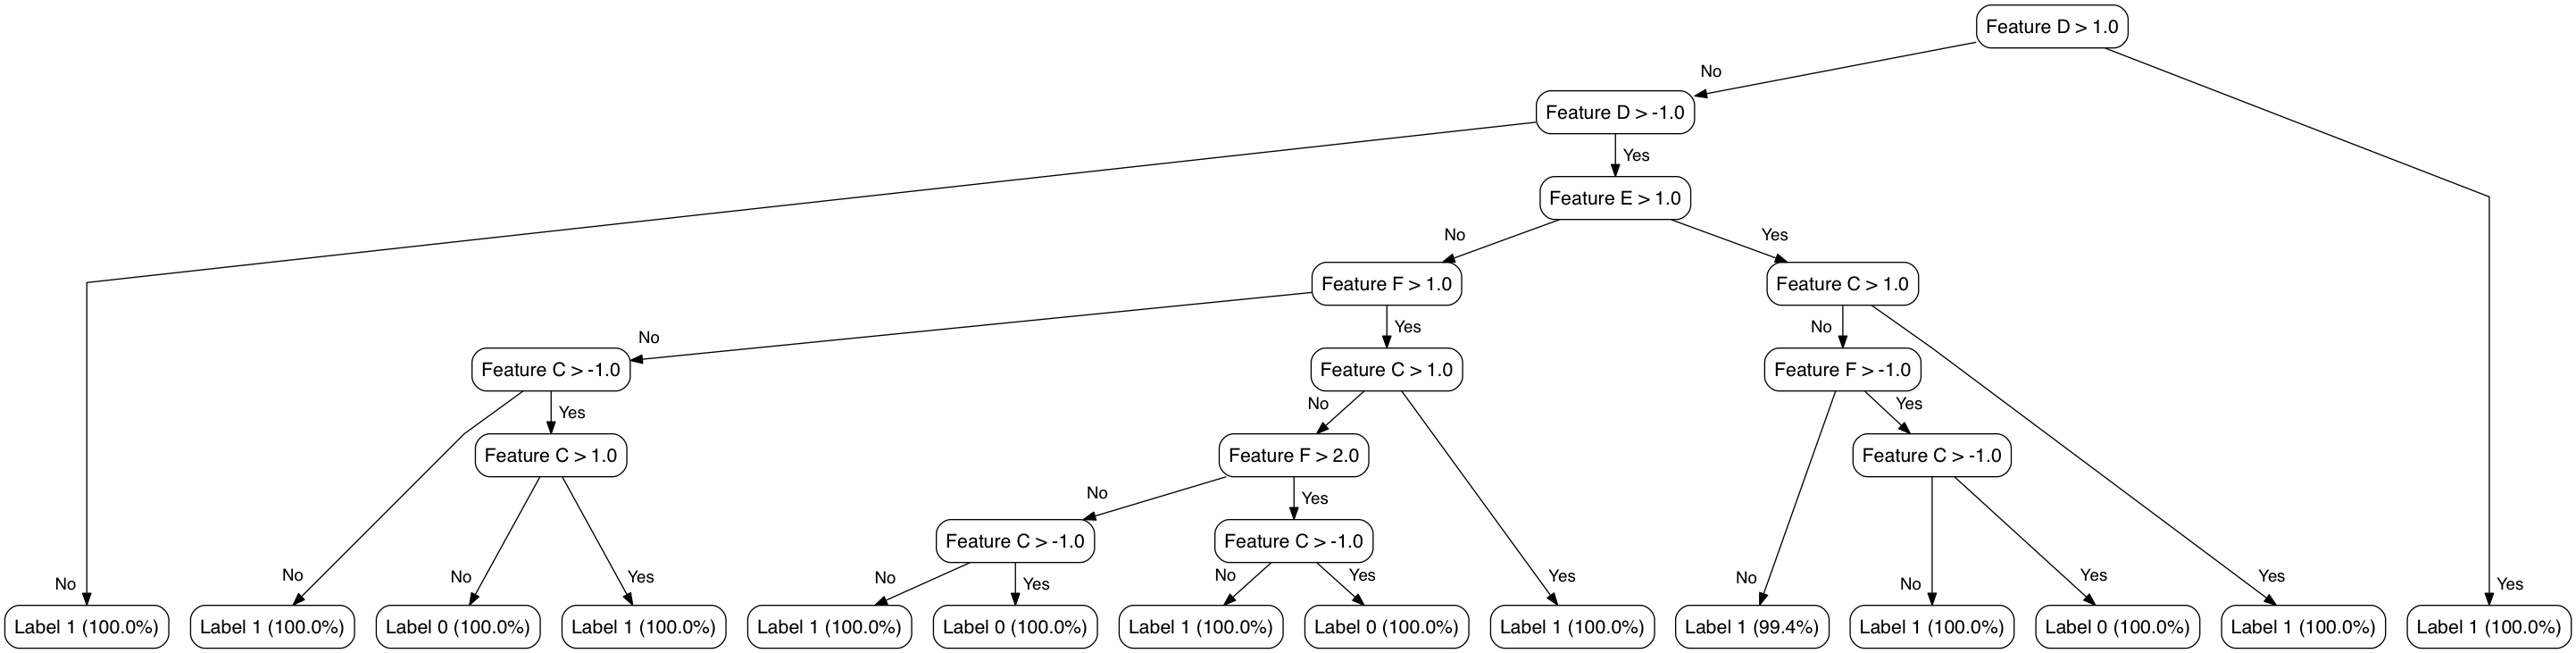 Feature D > 1.0
No
Feature D > -1.0
Yes
Feature E > 1.0
No
Yes
Feature F > 1.0
Feature C > 1.0
No
Yes
No
Feature C > -1.0
Feature C > 1.0
Feature F > -1.0
Yes
No
Yes
Feature C > 1.0
Feature F > 2.0
Feature C > -1.0
No
Yes
Feature C > -1.0
Feature C > -1.0
No
No
No
Yes
No
Yes
No
Yes
Yes
No
No
Yes
Yes
Yes
Label 1 (100.0%)
Label 1 (100.0%)
Label 0 (100.0%)
Label 1 (100.0%)
Label 1 (100.0%)
Label 0 (100.0%)
Label 1 (100.0%)
Label 0 (100.0%)
Label 1 (100.0%)
Label 1 (99.4%)
Label 1 (100.0%)
Label 0 (100.0%)
Label 1 (100.0%)
Label 1 (100.0%)